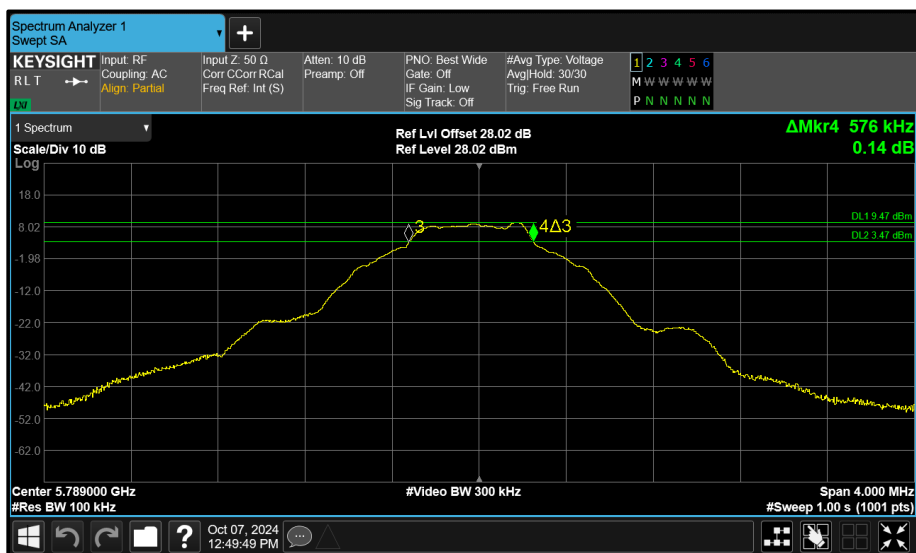 Spectrum Analyzer 1
Swept SA
KEYSIGHT
R L T
LXI
Input: RF
Coupling: AC
Align: Partial
Input Z: 50 Ω
Corr CCorr RCal
Freq Ref: Int (S)
Atten: 10 dB
Preamp: Off
PNO: Best Wide
Gate: Off
IF Gain: Low
Sig Track: Off
#Avg Type: Voltage
Avg|Hold: 30/30
Trig: Free Run
1 2 3 4 5 6
M W W W W W
P N N N N N
1 Spectrum
Scale/Div 10 dB
Log
Ref Lvl Offset 28.02 dB
Ref Level 28.02 dBm
ΔMkr4 576 kHz
0.14 dB
18.0
8.02
-1.98
-12.0
-22.0
-32.0
-42.0
-52.0
-62.0
3
4Δ3
DL1 9.47 dBm
DL2 3.47 dBm
Center 5.789000 GHz
#Res BW 100 kHz
#Video BW 300 kHz
Span 4.000 MHz
#Sweep 1.00 s (1001 pts)
?
Oct 07, 2024
12:49:49 PM